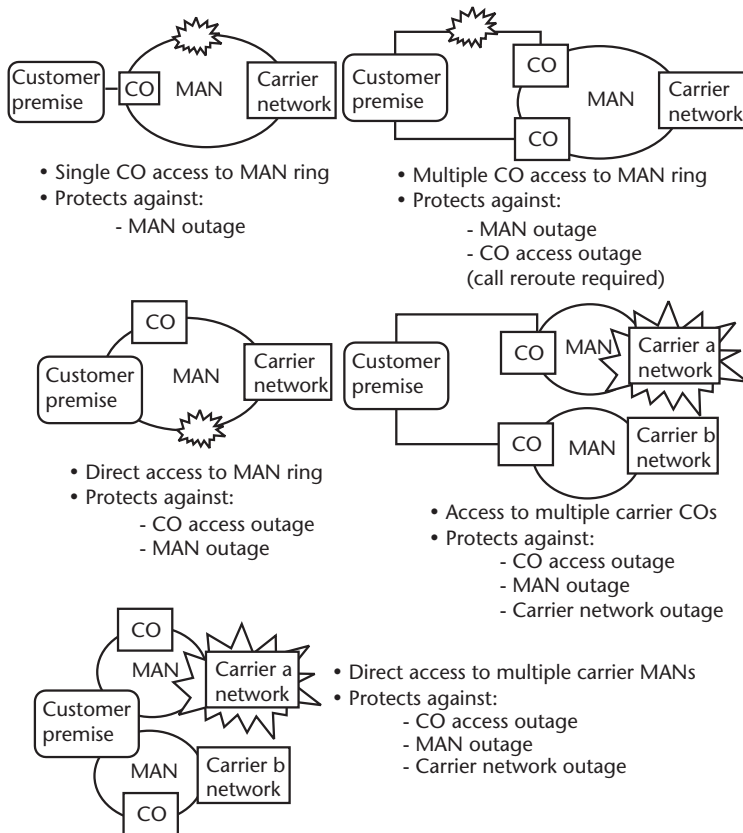 Customer
premise
CO
MAN
Carrier
network
• Single CO access to MAN ring
• Protects against:
- MAN outage
Customer
premise
CO
CO
MAN
Carrier
network
• Multiple CO access to MAN ring
• Protects against:
- MAN outage
- CO access outage
(call reroute required)
CO
Customer
premise
MAN
Carrier
network
• Direct access to MAN ring
• Protects against:
- CO access outage
- MAN outage
Customer
premise
CO
MAN
Carrier a
network
CO
MAN
Carrier b
network
• Access to multiple carrier COs
• Protects against:
- CO access outage
- MAN outage
- Carrier network outage
CO
MAN
Carrier a
network
Customer
premise
MAN
Carrier b
network
CO
• Direct access to multiple carrier MANs
• Protects against:
- CO access outage
- MAN outage
- Carrier network outage